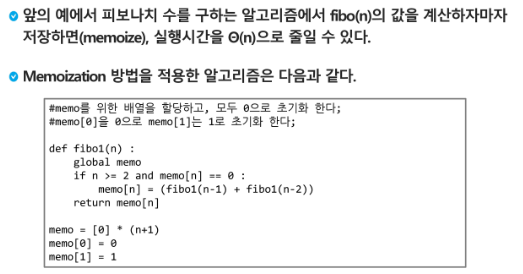 앞의 예에서 피보나치 수를 구하는 알고리즘에서 fibo(n)의 값을 계산하자마자
저장하면(memoize), 실행시간을 Θ(n)으로 줄일 수 있다.
Memoization 방법을 적용한 알고리즘은 다음과 같다.
#memo를 위한 배열을 할당하고, 모두 0으로 초기화 한다;
#memo[0]을 0으로 memo[1]는 1로 초기화 한다;
def fibo1(n) :
    global memo
    if n >= 2 and memo[n] == 0 :
        memo[n] = (fibo1(n-1) + fibo1(n-2))
    return memo[n]
memo = [0] * (n+1)
memo[0] = 0
memo[1] = 1